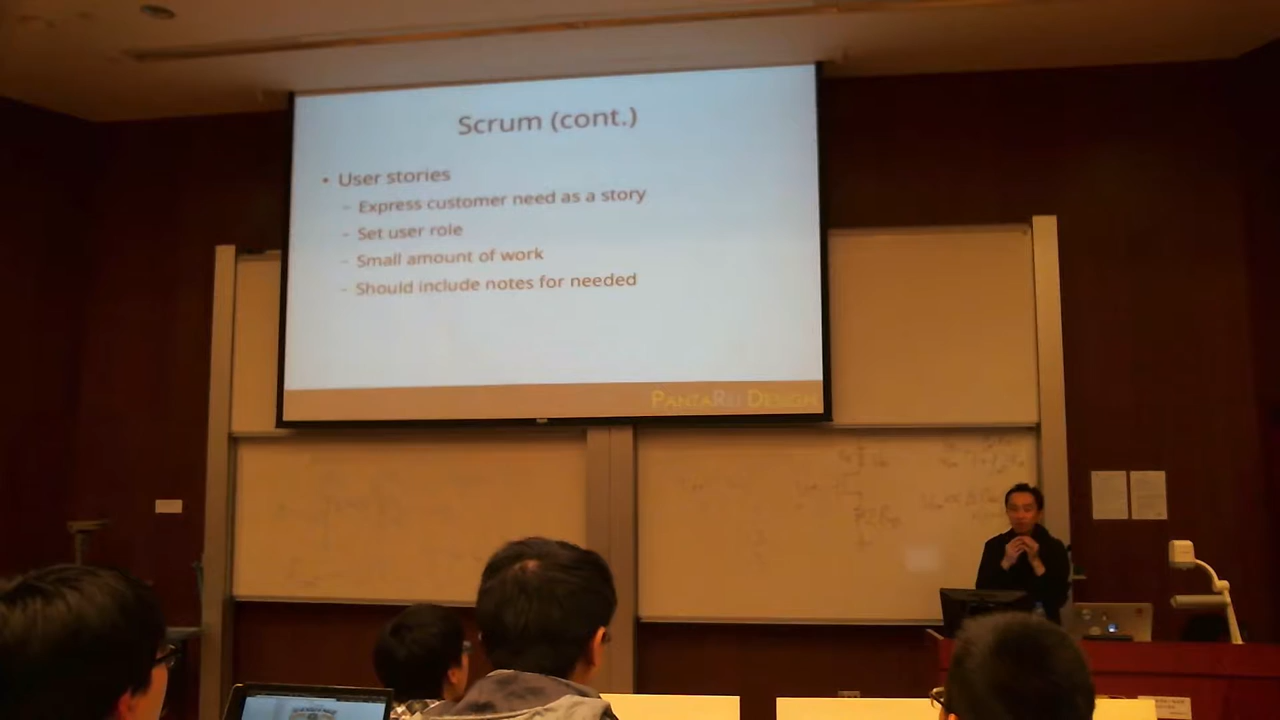 Scrum (cont.)
• User stories
– Express customer need as a story
– Set user role
– Small amount of work
– Should include notes for needed
PANTAREI DESIGN